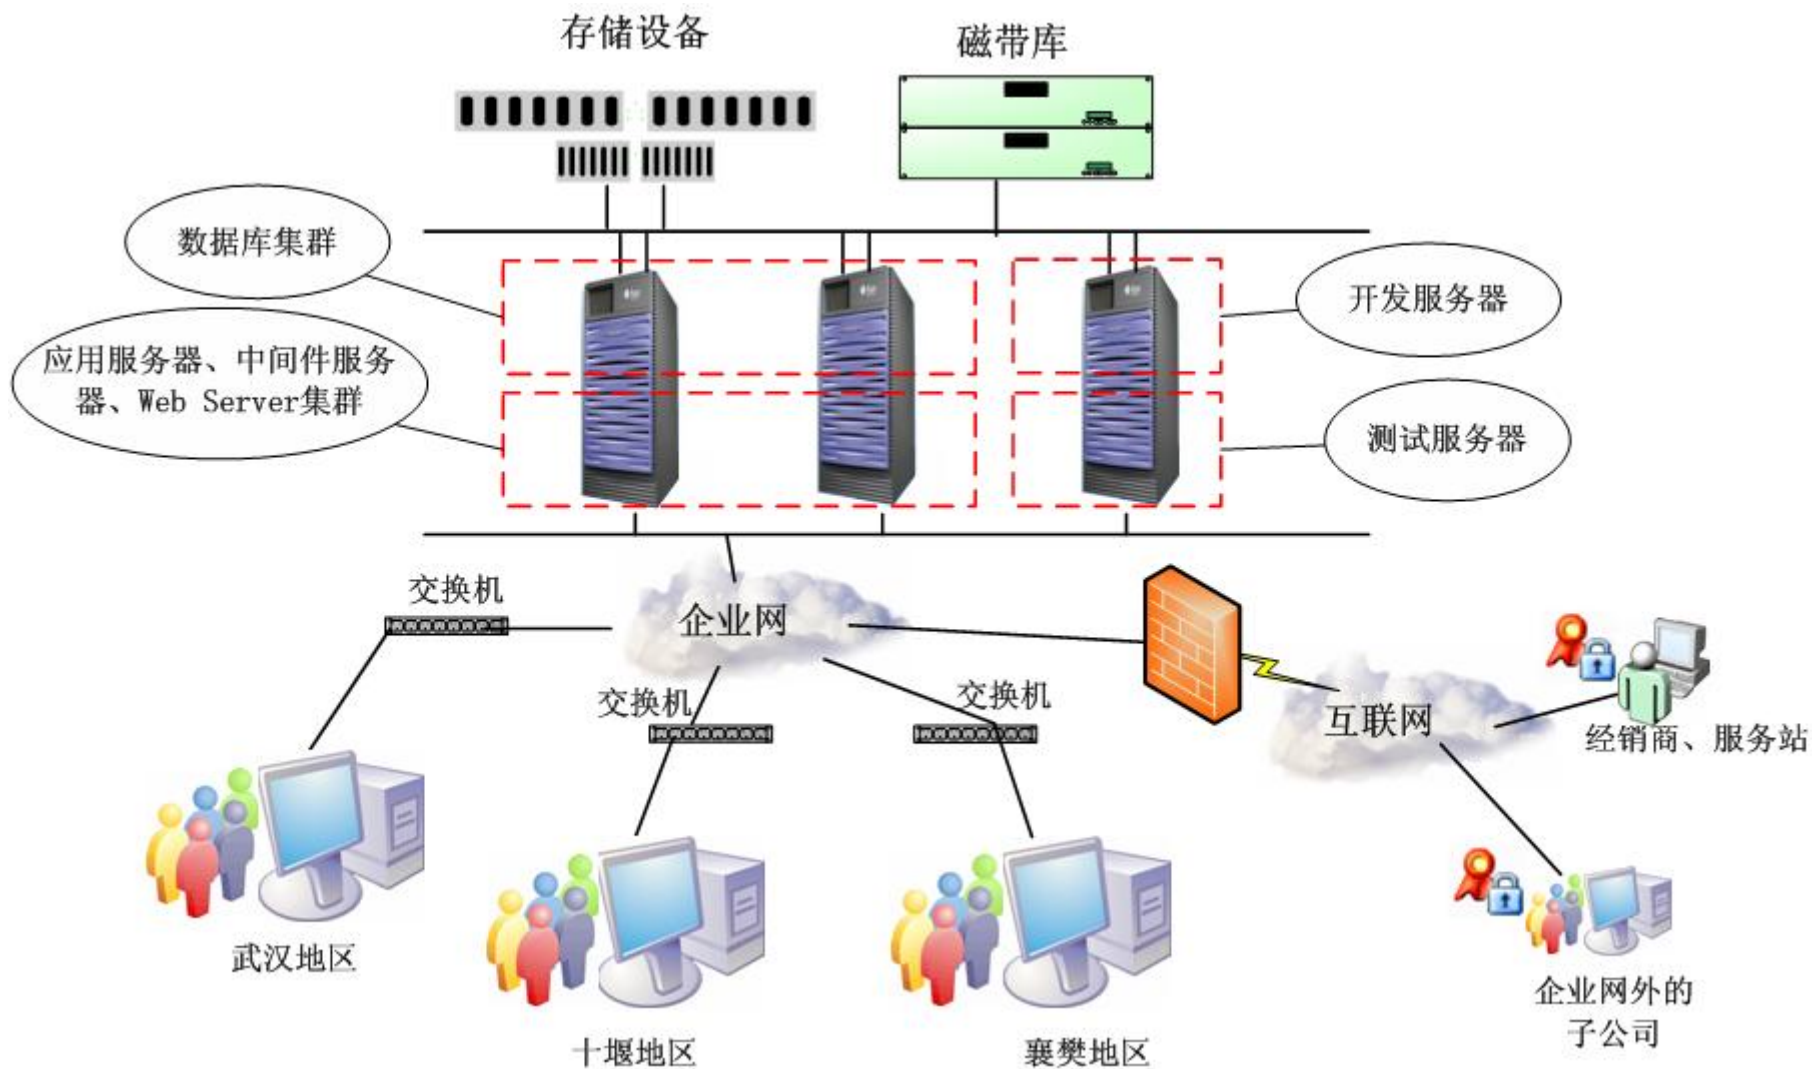 存储设备
磁带库
数据库集群
开发服务器
应用服务器、中间件服务
器、Web Server集群
测试服务器
交换机
企业网
交换机
交换机
互联网
经销商、服务站
武汉地区
十堰地区
襄樊地区
企业网外的
子公司